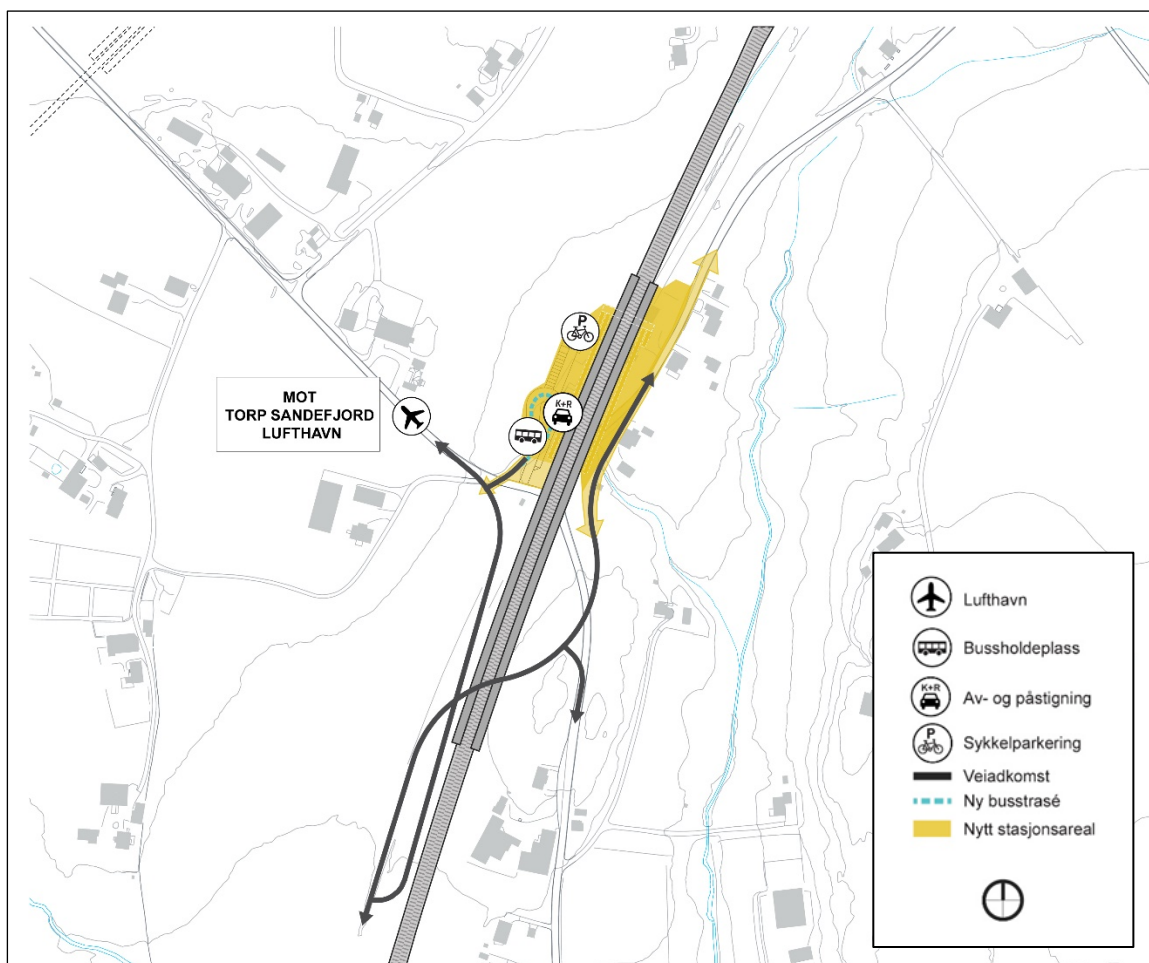 P
K+R
MOT
TORP SANDEFJORD
LUFTHAVN
Lufthavn
Bussholdeplass
K+R
Av- og påstigning
P
Sykkelparkering
Veiadkomst
Ny busstrasé
Nytt stasjonsareal